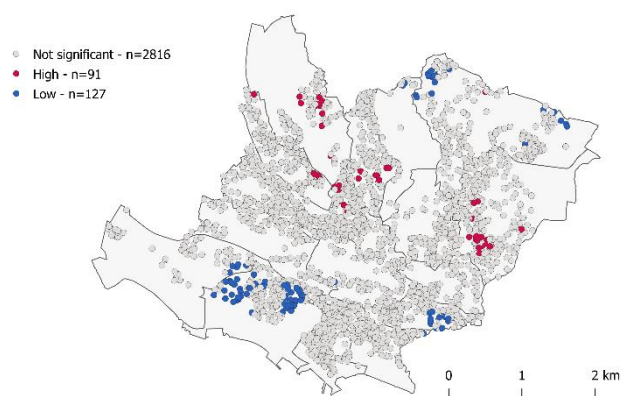 Not significant - n=2816
High - n=91
Low - n=127
0 1 2 km